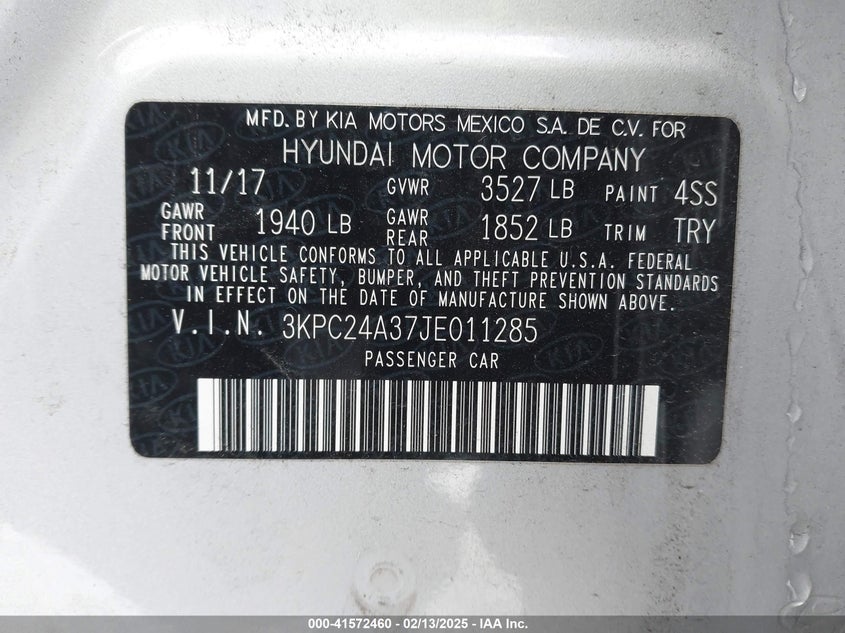 MFD. BY KIA MOTORS MEXICO S.A. DE C.V. FOR
HYUNDAI MOTOR COMPANY
11/17 GVWR 3527 LB PAINT 4SS
GAWR FRONT 1940 LB GAWR REAR 1852 LB TRIM TRY
THIS VEHICLE CONFORMS TO ALL APPLICABLE U.S.A. FEDERAL
MOTOR VEHICLE SAFETY, BUMPER, AND THEFT PREVENTION STANDARDS
IN EFFECT ON THE DATE OF MANUFACTURE SHOWN ABOVE.
V.I.N. 3KPC24A37JE011285
PASSENGER CAR
000-41572460 - 02/13/2025 - IAA Inc.